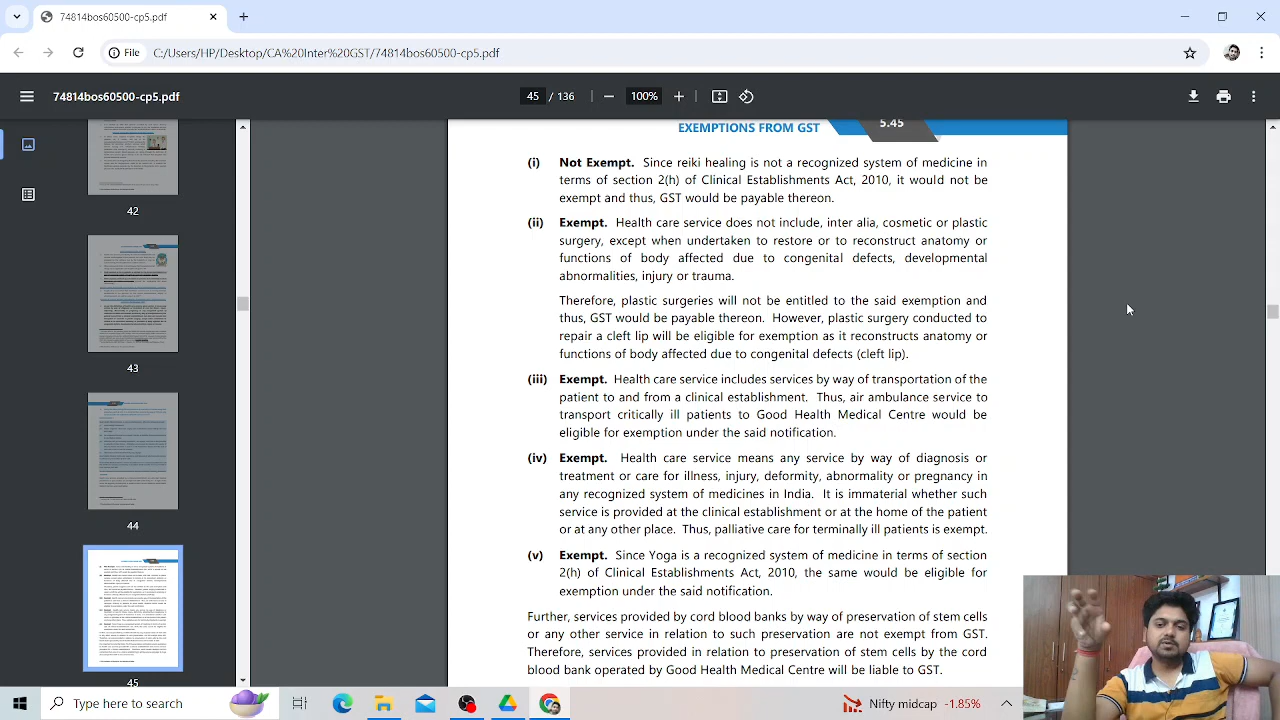 74814bos60500-cp5.pdf
File C:/Users/HP/Desktop/CA%20Inter%20GST/74814bos60500-cp5.pdf
74814bos60500-cp5.pdf 45 / 136 100%
42
43
44
45
EXEMPTIONS FROM GST 5.45
(i) Not Exempt. Since reiki healing is not a recognized system of medicine in
terms of section 2(h) of Clinical Establishments Act, 2010, it would not be
exempt and thus, GST would be payable thereon.
(ii) Exempt. Health care service does not include, inter alia, cosmetic or plastic
surgery, except when undertaken to restore or to reconstruct anatomy or
functions of body affected due to congenital defects, developmental
abnormalities, injury or trauma.
Therefore, plastic surgeries will not be entitled to the said exemption and
thus, GST would be payable thereon. However, plastic surgery conducted to
repair a cleft lip will be eligible for exemption as it reconstructs anatomy or
functions of body affected due to congenital defects (cleft lip).
(iii) Exempt. Health care service includes services by way of transportation of the
patient to and from a clinical establishment. Thus, air ambulance service to
transport critically ill patients to Good Health Medical Centre would be
eligible for exemption under the said notification.
(iv) Exempt. Health care service means any service by way of diagnosis or
treatment or care for illness, injury, deformity, abnormality or pregnancy in
any recognized system of medicines in India. It is immaterial whether such
service is provided at the clinical establishment or at the home of the patient
or at any other place. Thus, palliative care for terminally ill patients is exempt.
(v) Exempt. Since Yoga is a recognized system of medicine in terms of section
2(h) of Clinical Establishments Act, 2010, the same would be eligible for
exemption under the said notification.
Further, services provided by cord blood banks by way of preservation of stem cells
or any other service in relation to such preservation is not exempt from GST.
Therefore, services provided in relation to preservation of stem cells by the cord
blood bank operated by Good Health Medical Centre will be liable to GST.
Type here to search
Nifty midcap -1.85%